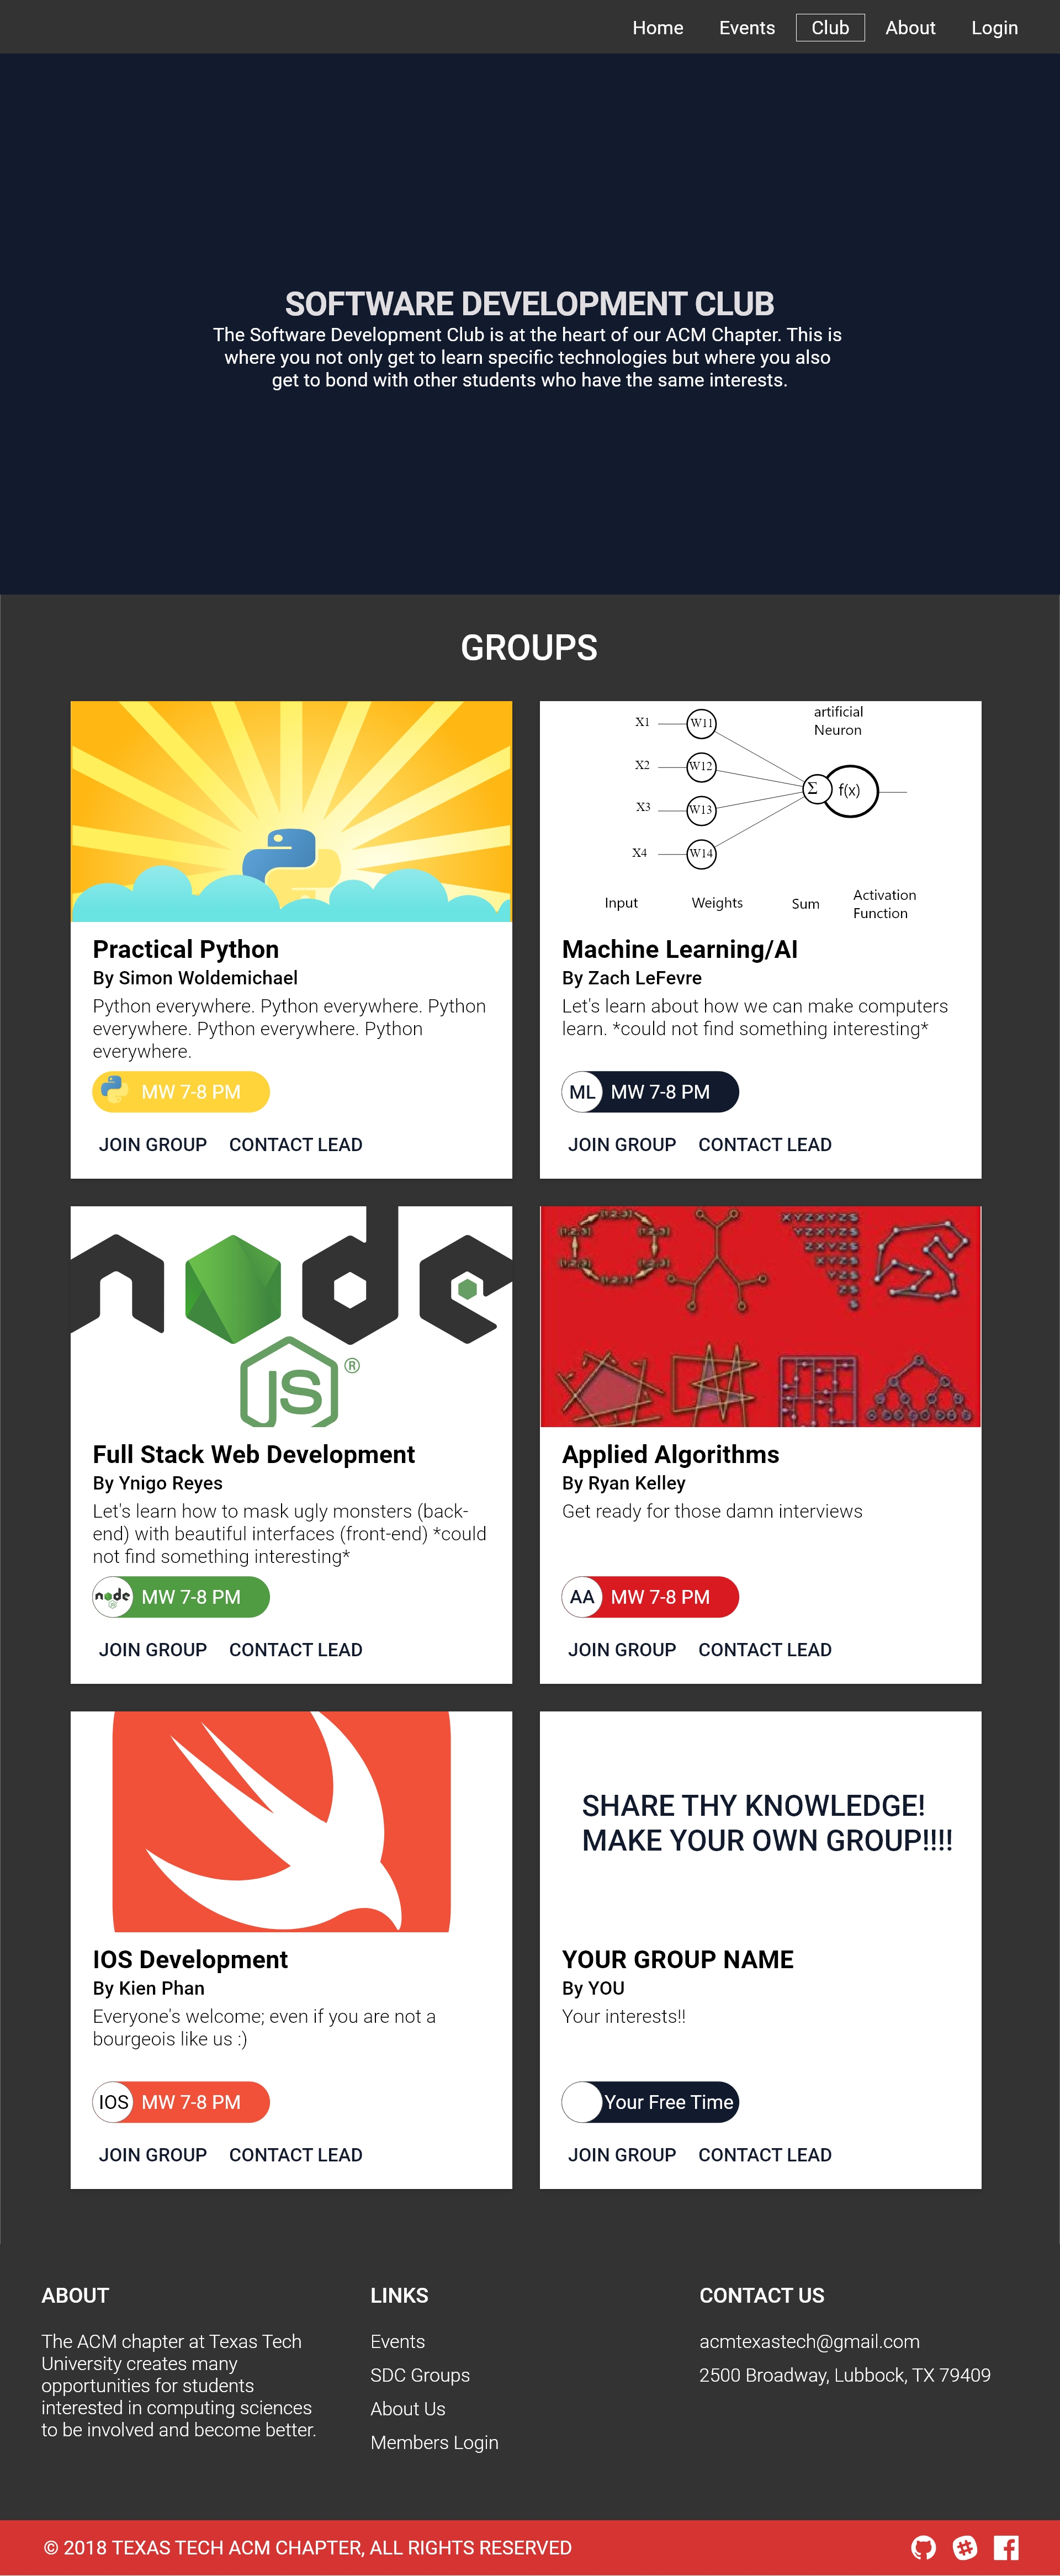 Home Events Club About Login
SOFTWARE DEVELOPMENT CLUB
The Software Development Club is at the heart of our ACM Chapter. This is
where you not only get to learn specific technologies but where you also
get to bond with other students who have the same interests.
GROUPS
Practical Python
By Simon Woldemichael
Python everywhere. Python everywhere. Python
everywhere. Python everywhere. Python
everywhere.
MW 7-8 PM
JOIN GROUP CONTACT LEAD
artificial
Neuron
X1 W11
X2 W12
Σ f(x)
X3 W13
X4 W14
Input Weights Sum Activation
Function
Machine Learning/AI
By Zach LeFevre
Let's learn about how we can make computers
learn. *could not find something interesting*
ML MW 7-8 PM
JOIN GROUP CONTACT LEAD
node
JS ®
Full Stack Web Development
By Ynigo Reyes
Let's learn how to mask ugly monsters (back-
end) with beautiful interfaces (front-end) *could
not find something interesting*
node MW 7-8 PM
JOIN GROUP CONTACT LEAD
XYZXYZ$
YZXYZ$
ZXYZ$
XYZ$
YZ$
Z$
$
Applied Algorithms
By Ryan Kelley
Get ready for those damn interviews
AA MW 7-8 PM
JOIN GROUP CONTACT LEAD
IOS Development
By Kien Phan
Everyone's welcome; even if you are not a
bourgeois like us :)
IOS MW 7-8 PM
JOIN GROUP CONTACT LEAD
SHARE THY KNOWLEDGE!
MAKE YOUR OWN GROUP!!!!
YOUR GROUP NAME
By YOU
Your interests!!
Your Free Time
JOIN GROUP CONTACT LEAD
ABOUT
The ACM chapter at Texas Tech
University creates many
opportunities for students
interested in computing sciences
to be involved and become better.
LINKS
Events
SDC Groups
About Us
Members Login
CONTACT US
acmtexastech@gmail.com
2500 Broadway, Lubbock, TX 79409
© 2018 TEXAS TECH ACM CHAPTER, ALL RIGHTS RESERVED